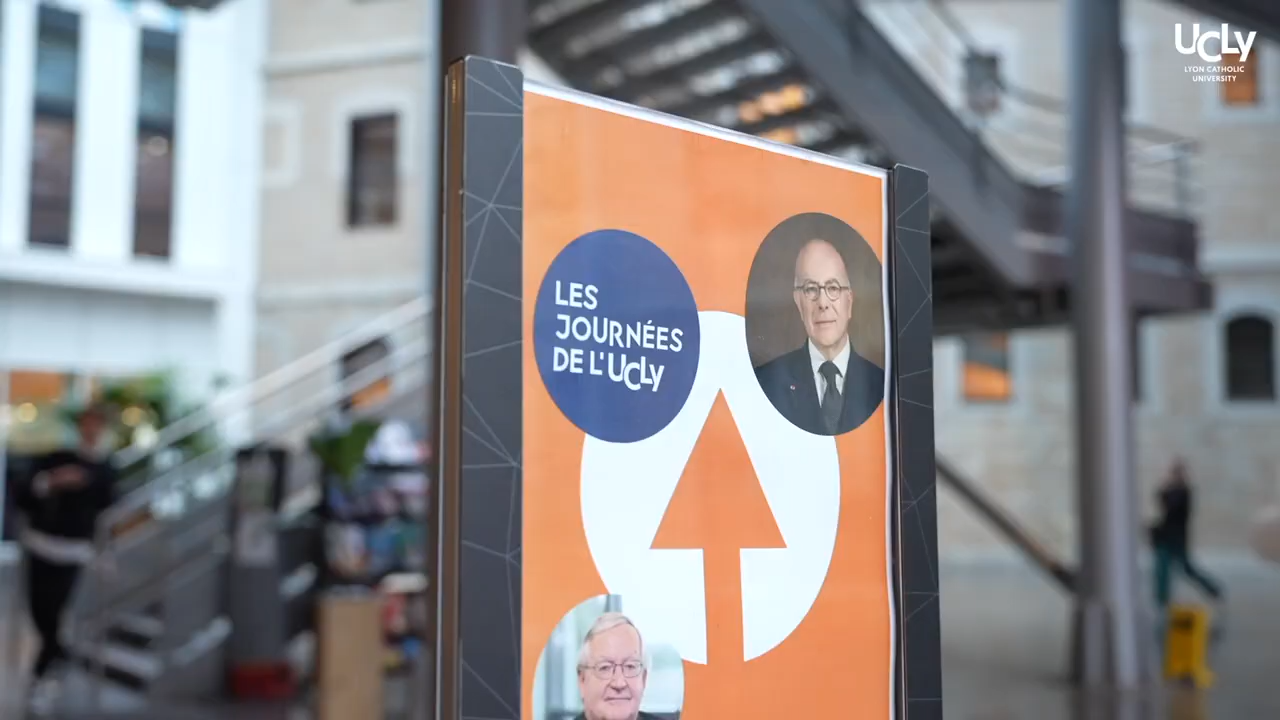 UCLy
LYON CATHOLIC
UNIVERSITY
LES
JOURNÉES
DE L'UCLy